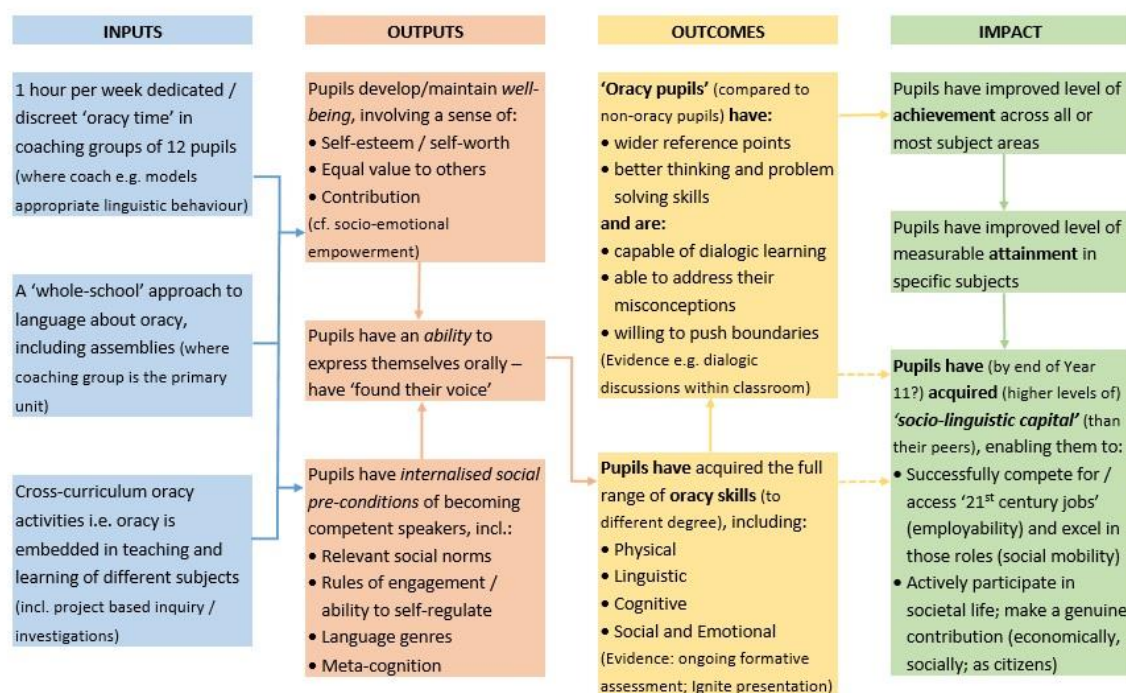 INPUTS
1 hour per week dedicated /
discreet ‘oracy time’ in
coaching groups of 12 pupils
(where coach e.g. models
appropriate linguistic behaviour)
A ‘whole-school’ approach to
language about oracy,
including assemblies (where
coaching group is the primary
unit)
Cross-curriculum oracy
activities i.e. oracy is
embedded in teaching and
learning of different subjects
(incl. project based inquiry /
investigations)
OUTPUTS
Pupils develop/maintain well-
being, involving a sense of:
• Self-esteem / self-worth
• Equal value to others
• Contribution
(cf. socio-emotional
empowerment)
Pupils have an ability to
express themselves orally –
have ‘found their voice’
Pupils have internalised social
pre-conditions of becoming
competent speakers, incl.:
• Relevant social norms
• Rules of engagement /
ability to self-regulate
• Language genres
• Meta-cognition
OUTCOMES
‘Oracy pupils’ (compared to
non-oracy pupils) have:
• wider reference points
• better thinking and problem
solving skills
and are:
• capable of dialogic learning
• able to address their
misconceptions
• willing to push boundaries
(Evidence e.g. dialogic
discussions within classroom)
Pupils have acquired the full
range of oracy skills (to
different degree), including:
• Physical
• Linguistic
• Cognitive
• Social and Emotional
(Evidence: ongoing formative
assessment; Ignite presentation)
IMPACT
Pupils have improved level of
achievement across all or
most subject areas
Pupils have improved level of
measurable attainment in
specific subjects
Pupils have (by end of Year
11?) acquired (higher levels of)
‘socio-linguistic capital’ (than
their peers), enabling them to:
• Successfully compete for /
access ‘21st century jobs’
(employability) and excel in
those roles (social mobility)
• Actively participate in
societal life; make a genuine
contribution (economically,
socially; as citizens)